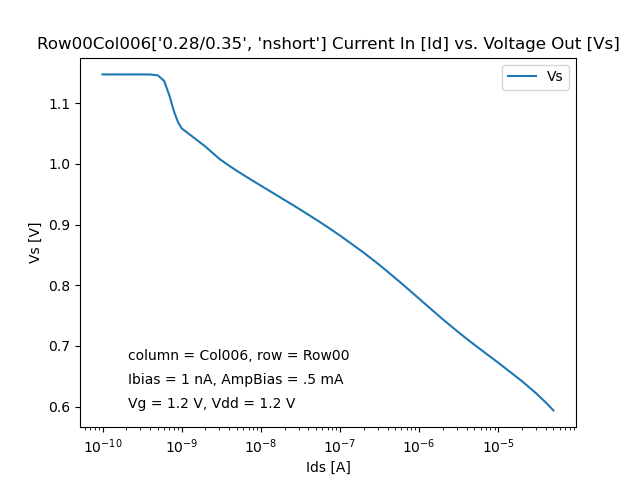 Row00Col006['0.28/0.35', 'nshort'] Current In [Id] vs. Voltage Out [Vs]
Vs
1.1
1.0
0.9
0.8
0.7
0.6
Vs [V]
column = Col006, row = Row00
Ibias = 1 nA, AmpBias = .5 mA
Vg = 1.2 V, Vdd = 1.2 V
10⁻¹⁰ 10⁻⁹ 10⁻⁸ 10⁻⁷ 10⁻⁶ 10⁻⁵
Ids [A]